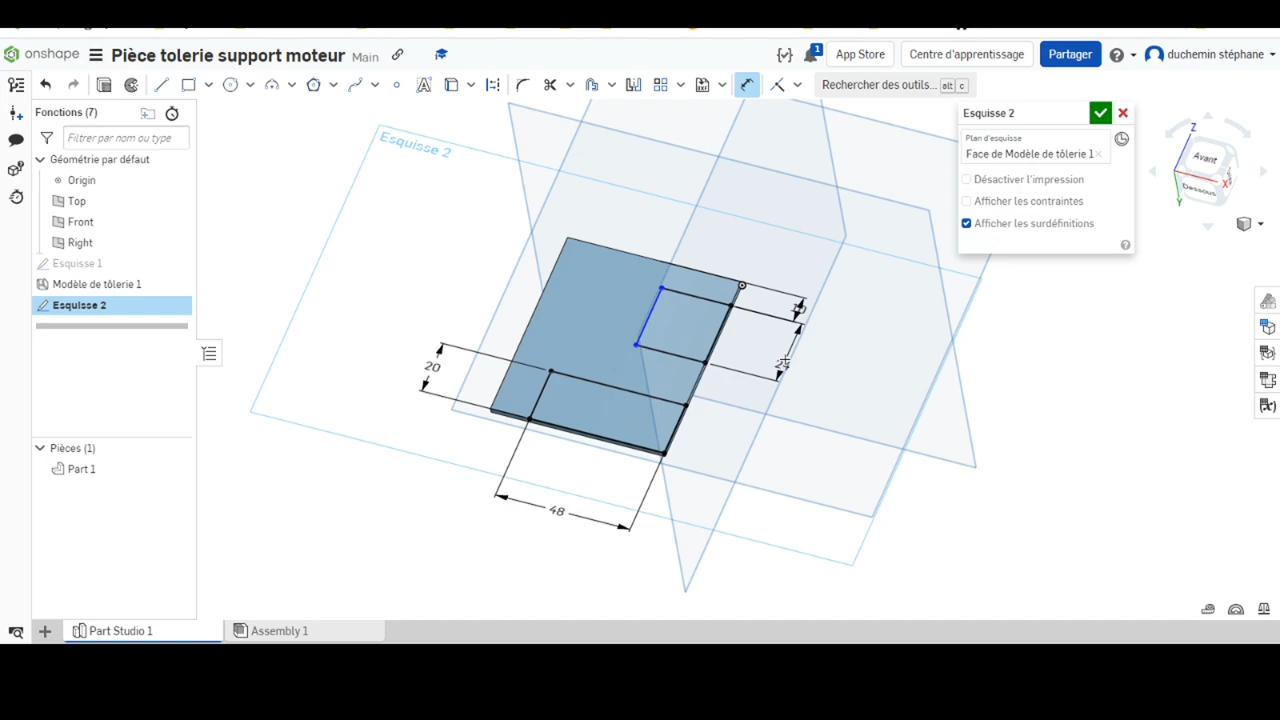 onshape
Pièce tolerie support moteur
Main
1
App Store
Centre d'apprentissage
Partager
duchemin stéphane
Rechercher des outils...
alt c
Fonctions (7)
Filtrer par nom ou type
Géométrie par défaut
Origin
Top
Front
Right
Esquisse 1
Modèle de tôlerie 1
Esquisse 2
Pièces (1)
Part 1
Esquisse 2
20
48
Esquisse 2
Plan d'esquisse
Face de Modèle de tôlerie 1
Désactiver l'impression
Afficher les contraintes
Afficher les surdéfinitions
Z
Avant
Dessous
X
Y
Part Studio 1
Assembly 1